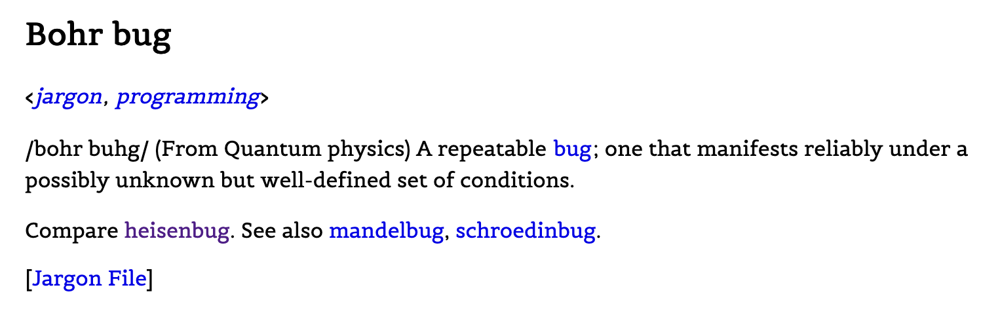 Bohr bug
<jargon, programming>
/bohr buhg/ (From Quantum physics) A repeatable bug; one that manifests reliably under a
possibly unknown but well-defined set of conditions.
Compare heisenbug. See also mandelbug, schroedinbug.
[Jargon File]